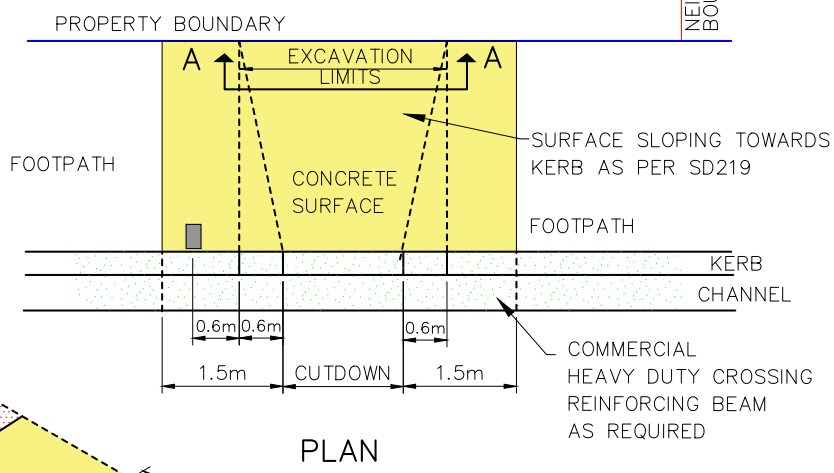 PROPERTY BOUNDARY
A
EXCAVATION
LIMITS
A
SURFACE SLOPING TOWARDS
KERB AS PER SD219
FOOTPATH
CONCRETE
SURFACE
FOOTPATH
KERB
CHANNEL
0.6m
0.6m
0.6m
1.5m
CUTDOWN
1.5m
COMMERCIAL
HEAVY DUTY CROSSING
REINFORCING BEAM
AS REQUIRED
PLAN